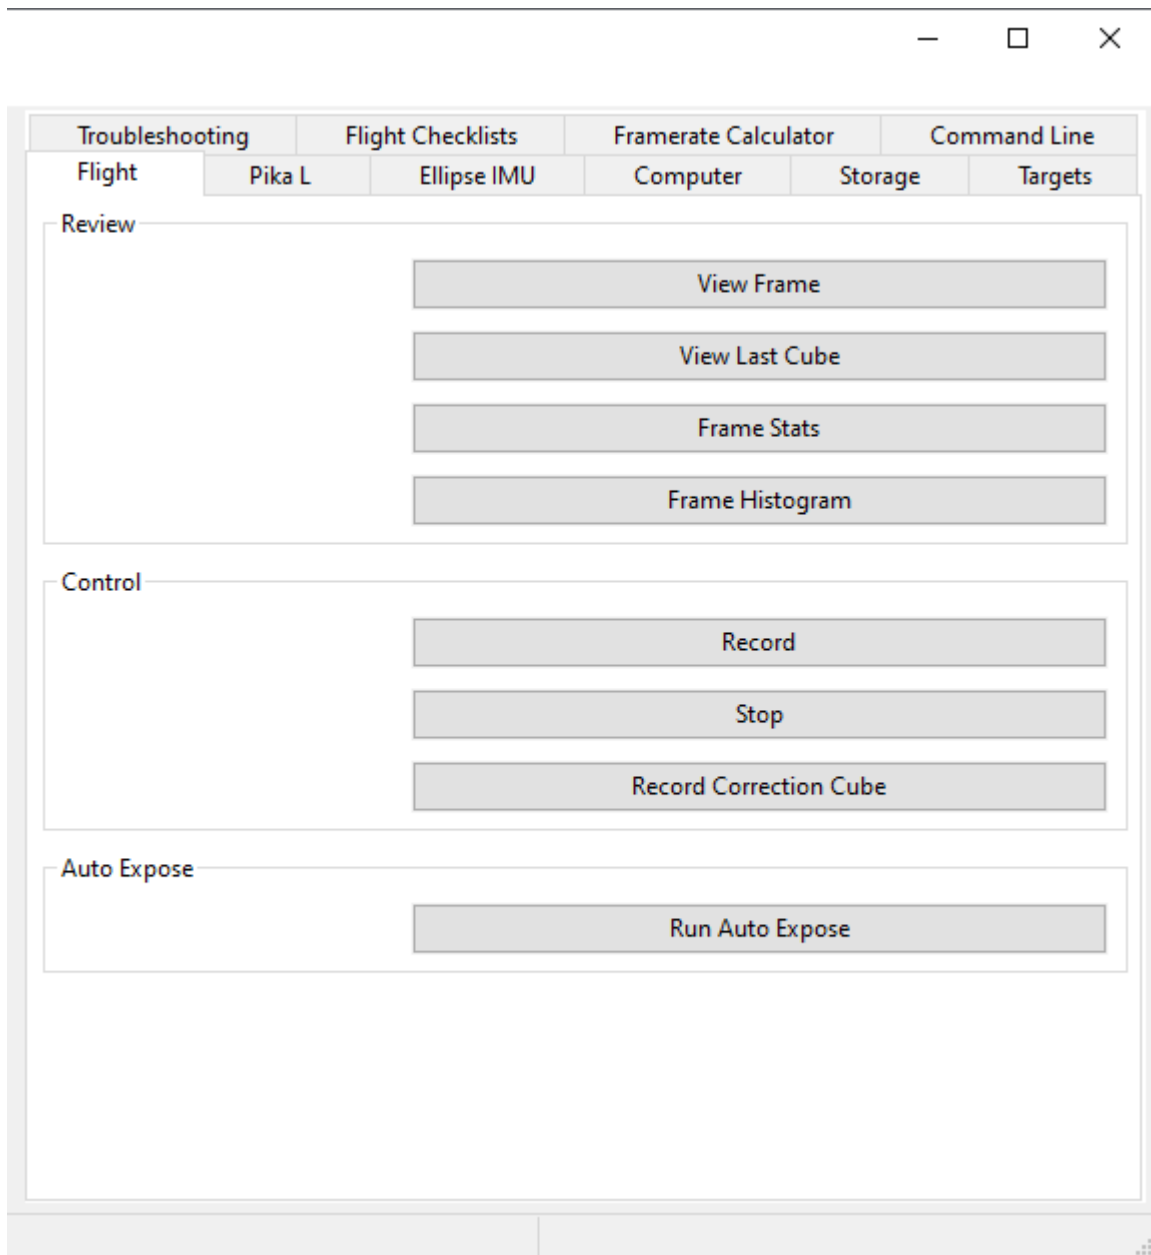 Troubleshooting Flight Checklists Framerate Calculator Command Line
Flight Pika L Ellipse IMU Computer Storage Targets
Review
View Frame
View Last Cube
Frame Stats
Frame Histogram
Control
Record
Stop
Record Correction Cube
Auto Expose
Run Auto Expose